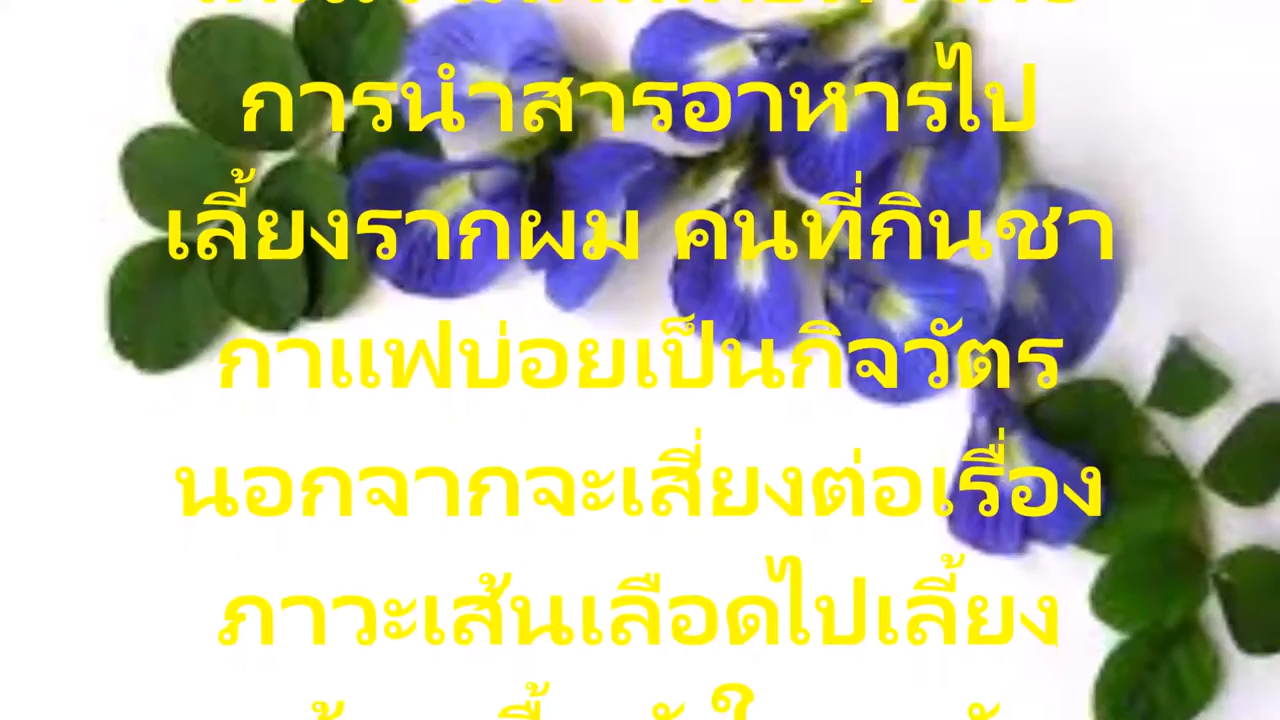 การนำสารอาหารไป
เลี้ยงรากผม คนที่กินชา
กาแฟบ่อยเป็นกิจวัตร
นอกจากจะเสี่ยงต่อเรื่อง
ภาวะเส้นเลือดไปเลี้ยง